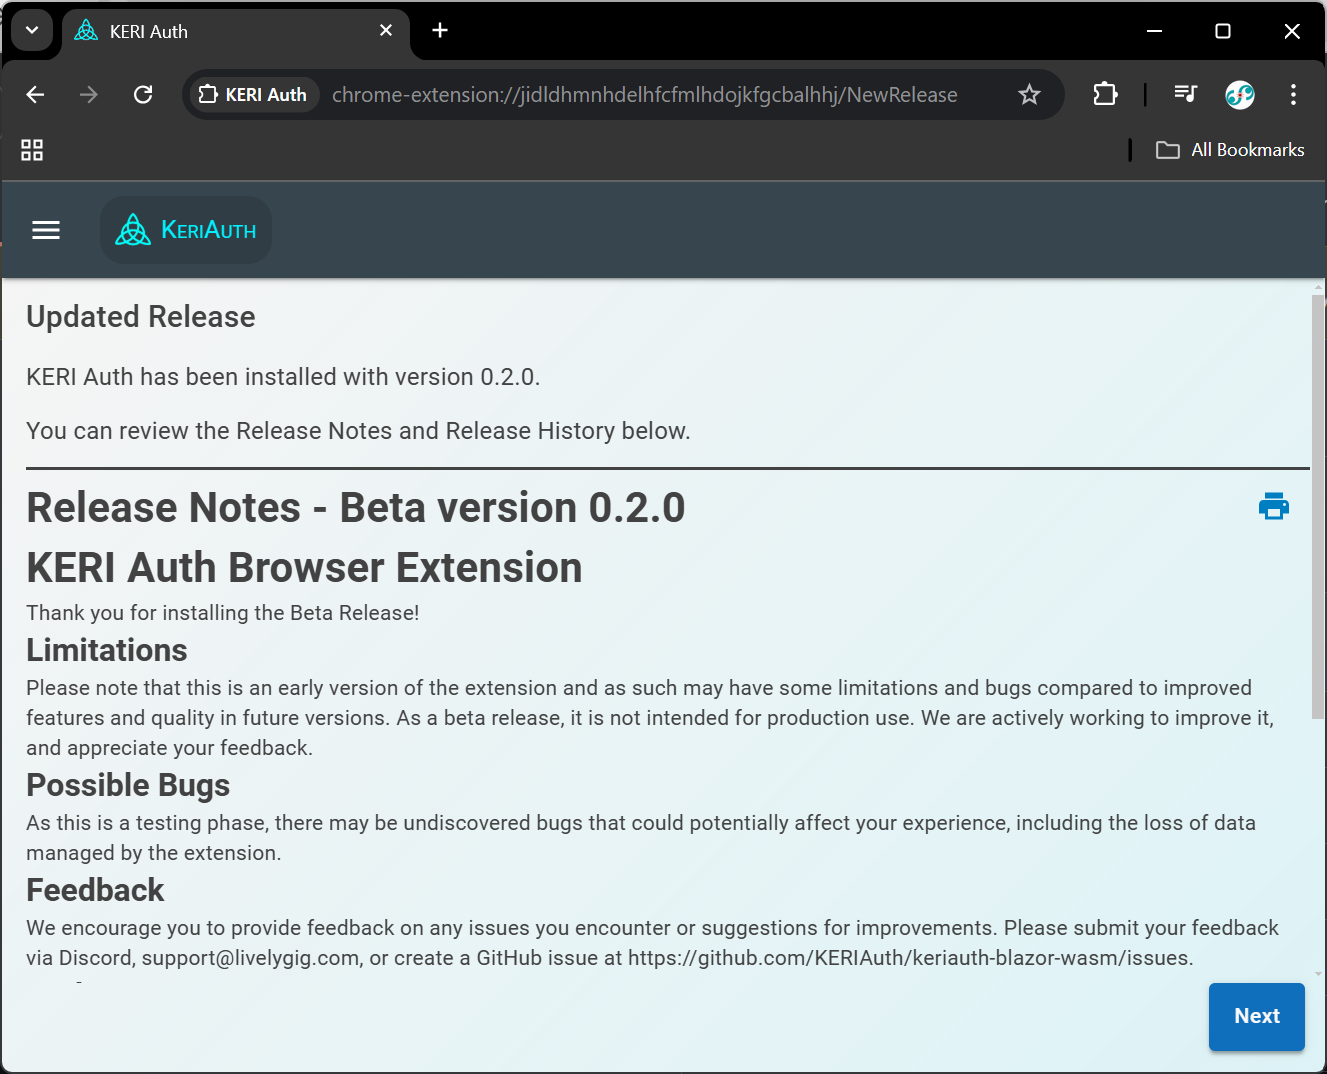 KERI Auth
KERI Auth
chrome-extension://jidldhmnhdelhfcfmlhdojkfgcbalhhj/NewRelease
All Bookmarks
KERIAUTH
Updated Release
KERI Auth has been installed with version 0.2.0.
You can review the Release Notes and Release History below.
Release Notes - Beta version 0.2.0
KERI Auth Browser Extension
Thank you for installing the Beta Release!
Limitations
Please note that this is an early version of the extension and as such may have some limitations and bugs compared to improved
features and quality in future versions. As a beta release, it is not intended for production use. We are actively working to improve it,
and appreciate your feedback.
Possible Bugs
As this is a testing phase, there may be undiscovered bugs that could potentially affect your experience, including the loss of data
managed by the extension.
Feedback
We encourage you to provide feedback on any issues you encounter or suggestions for improvements. Please submit your feedback
via Discord, support@livelygig.com, or create a GitHub issue at https://github.com/KERIAuth/keriauth-blazor-wasm/issues.
Next